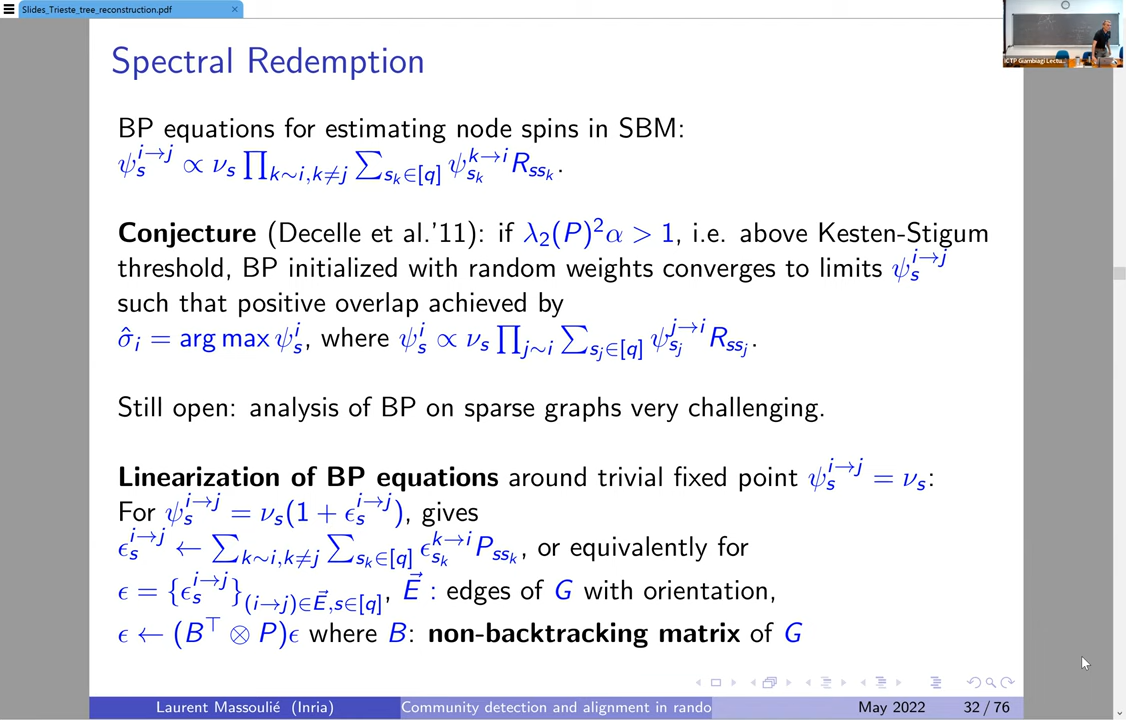 Slides_Trieste_tree_reconstruction.pdf
ICTP Giambiagi Lectu...
Spectral Redemption
BP equations for estimating node spins in SBM:
ψ_s^{i→j} ∝ ν_s ∏_{k∼i,k≠j} ∑_{s_k∈[q]} ψ_{s_k}^{k→i} R_{ss_k}.
Conjecture (Decelle et al.'11): if λ_2(P)^2α > 1, i.e. above Kesten-Stigum
threshold, BP initialized with random weights converges to limits ψ_s^{i→j}
such that positive overlap achieved by
σ̂_i = arg max ψ_s^i, where ψ_s^i ∝ ν_s ∏_{j∼i} ∑_{s_j∈[q]} ψ_{s_j}^{j→i} R_{ss_j}.
Still open: analysis of BP on sparse graphs very challenging.
Linearization of BP equations around trivial fixed point ψ_s^{i→j} = ν_s:
For ψ_s^{i→j} = ν_s(1 + ϵ_s^{i→j}), gives
ϵ_s^{i→j} ← ∑_{k∼i,k≠j} ∑_{s_k∈[q]} ϵ_{s_k}^{k→i} P_{ss_k}, or equivalently for
ϵ = {ϵ_s^{i→j}}_{(i→j)∈E⃗,s∈[q]}, E⃗ : edges of G with orientation,
ϵ ← (B^⊤ ⊗ P)ϵ where B: non-backtracking matrix of G
Laurent Massoulié (Inria) Community detection and alignment in rando May 2022 32 / 76